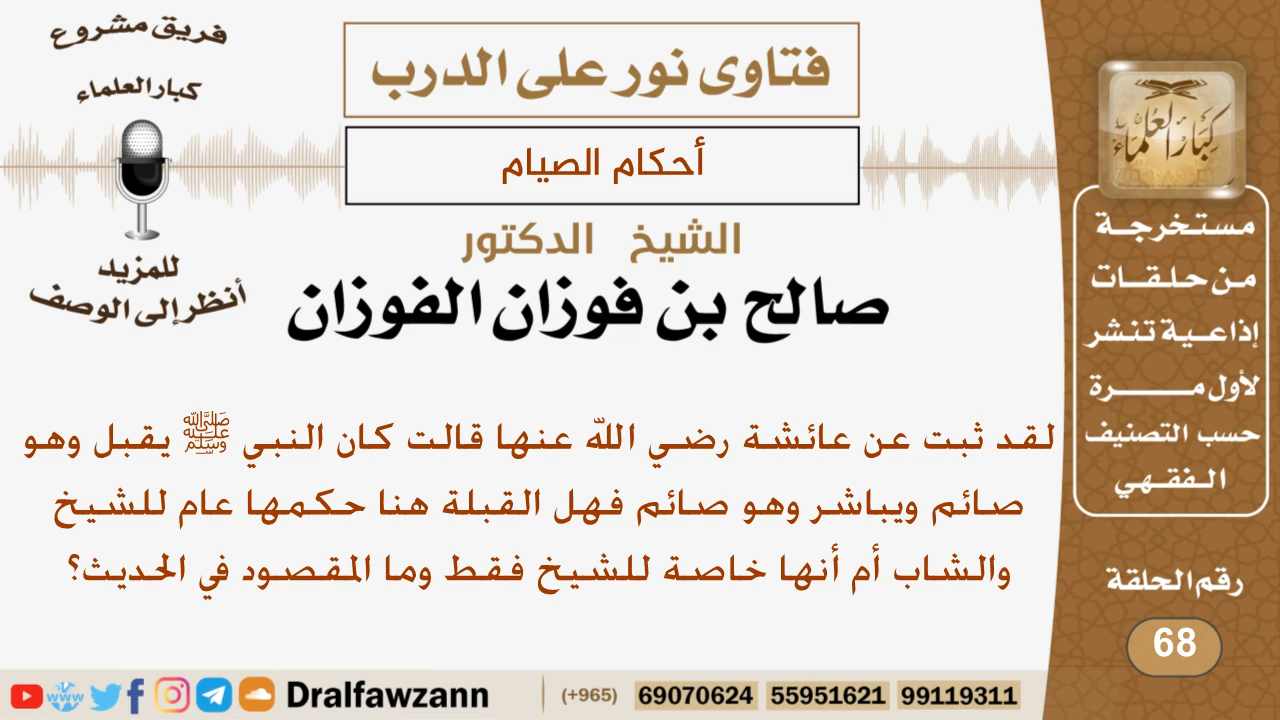 فريق مشروع
كبار العلماء
للمزيد
أنظر إلى الوصف
فتاوى نور على الدرب
أحكام الصيام
الشيخ الدكتور
صالح بن فوزان الفوزان
لقد ثبت عن عائشة رضي الله عنها قالت كان النبي ﷺ يقبل وهو
صائم ويباشر وهو صائم فهل القبلة هنا حكمها عام للشيخ
والشاب أم أنها خاصة للشيخ فقط وما المقصود في الحديث؟
كبار العلماء
مستخرجة
من حلقات
إذاعية تنشر
لأول مرة
حسب التصنيف
الفقهي
رقم الحلقة
68
www Dralfawzann (+965) 69070624 55951621 99119311